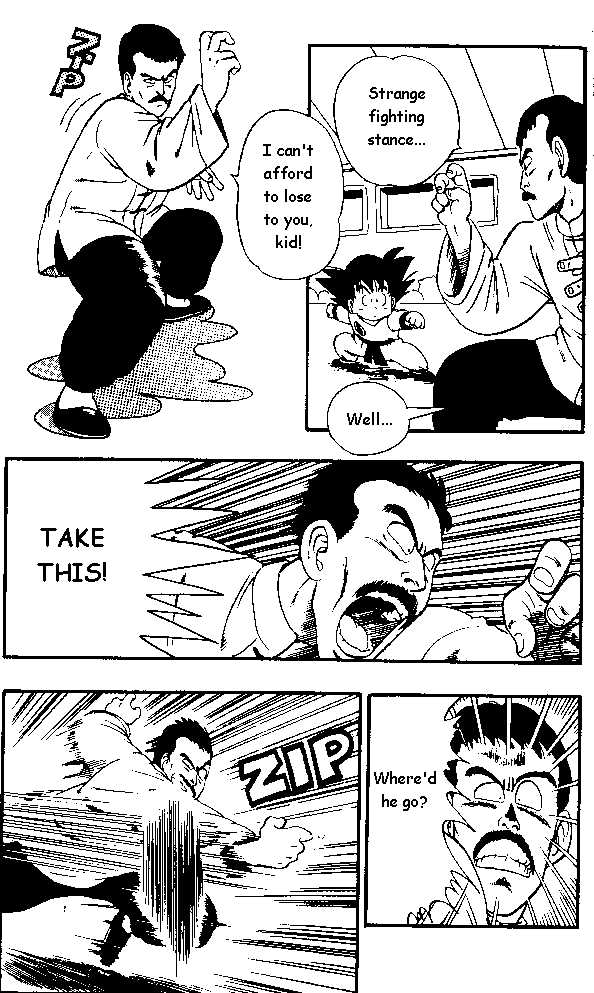 ZIP
I can't
afford
to lose
to you,
kid!
Strange
fighting
stance...
Well...
TAKE
THIS!
ZIP
Where'd
he go?